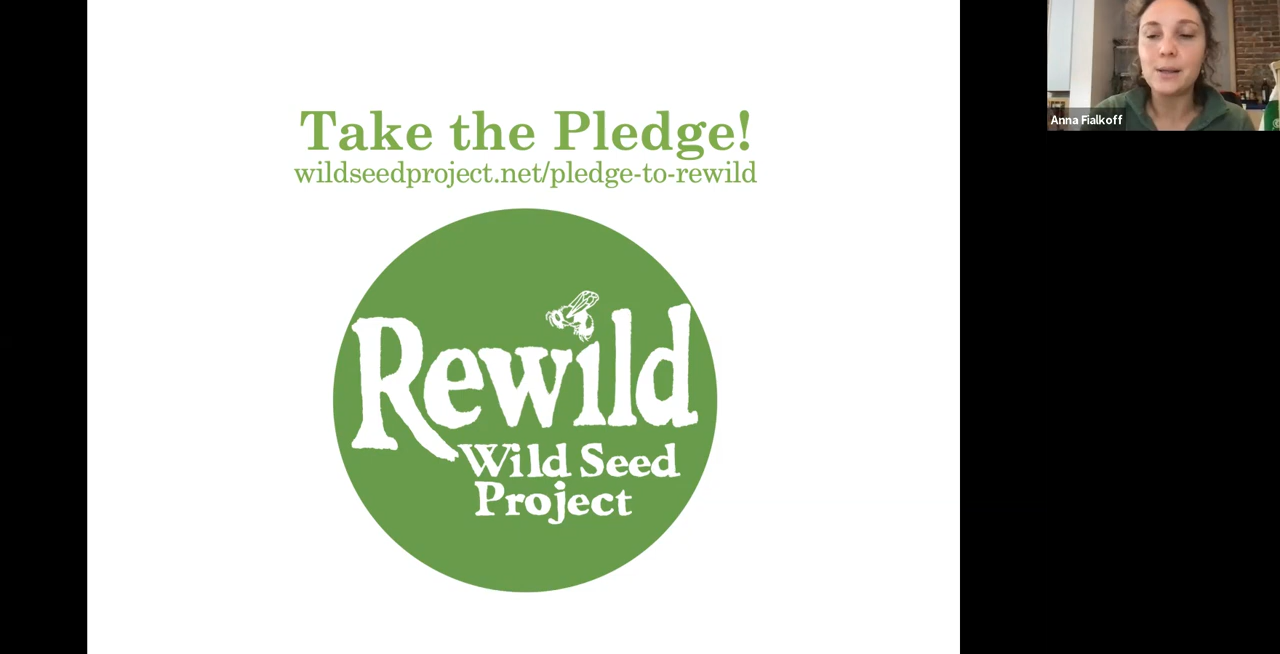 Take the Pledge!
wildseedproject.net/pledge-to-rewild
Rewild
Wild Seed
Project
Anna Fialkoff